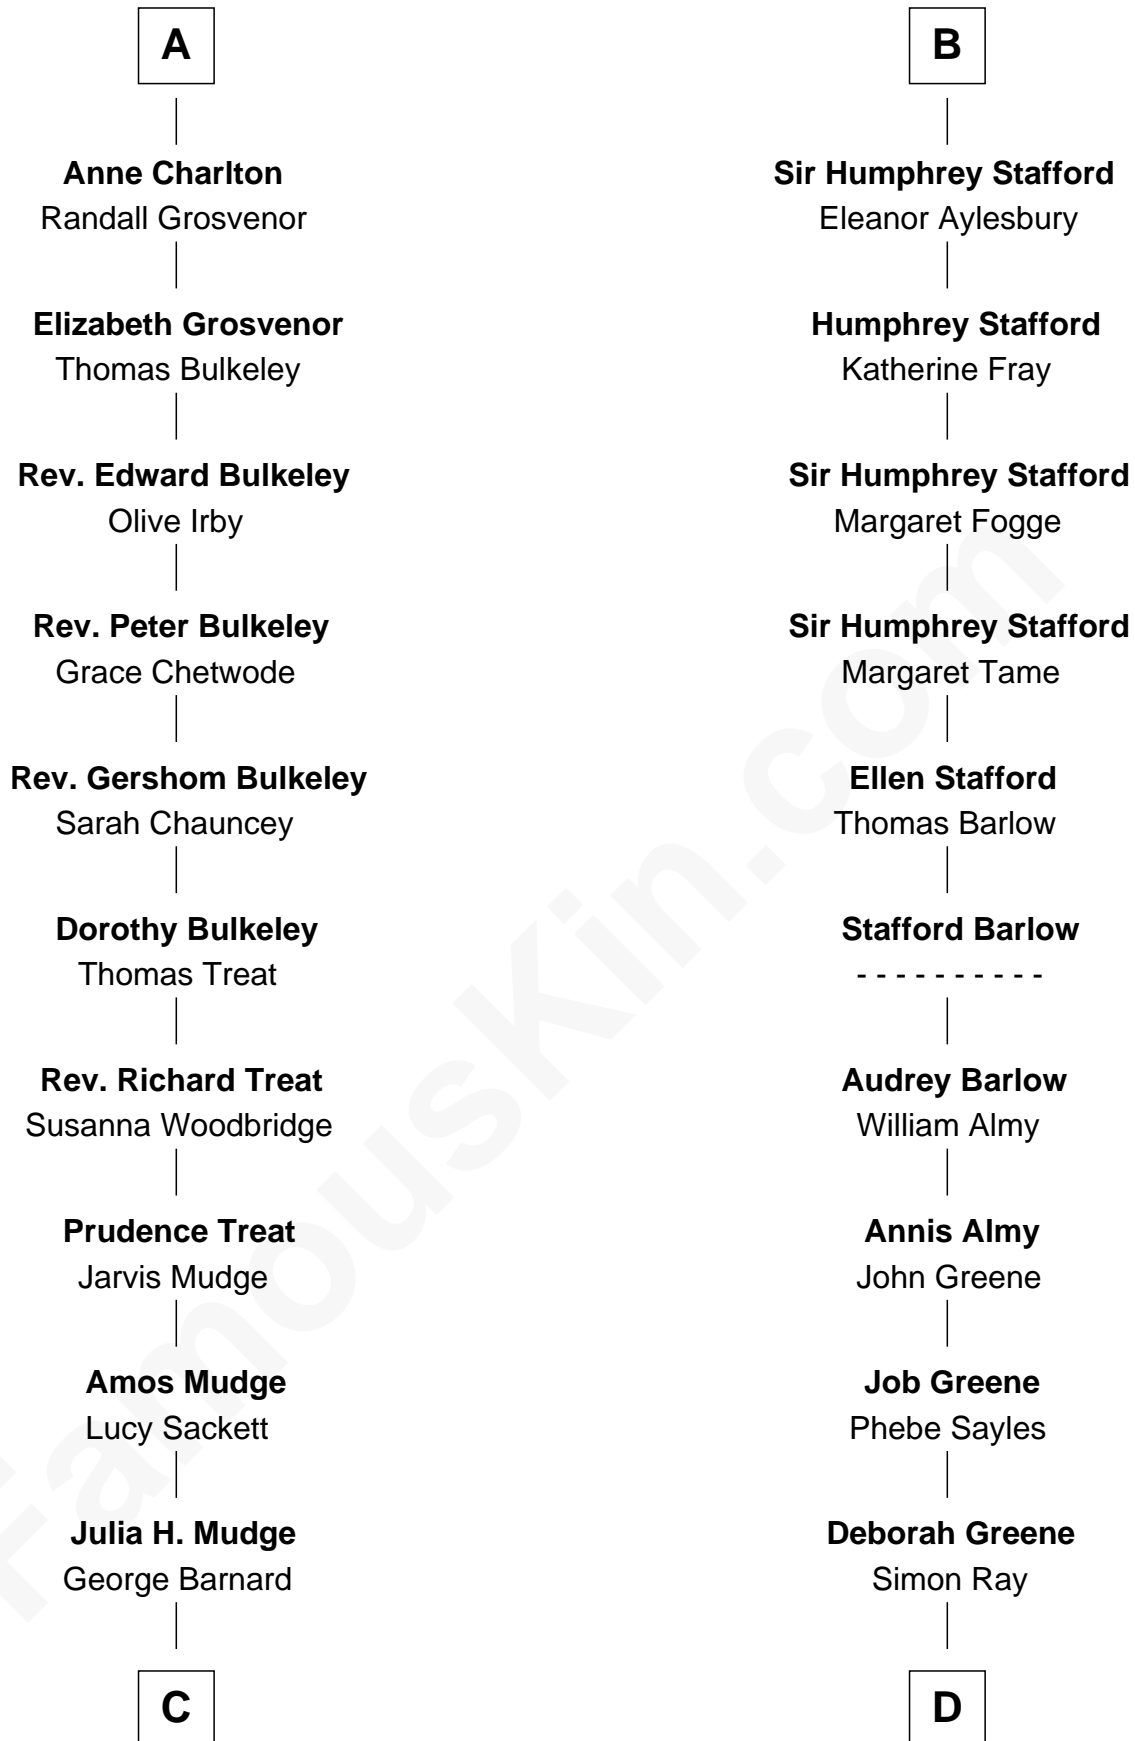 A
Anne Charlton
Randall Grosvenor
Elizabeth Grosvenor
Thomas Bulkeley
Rev. Edward Bulkeley
Olive Irby
Rev. Peter Bulkeley
Grace Chetwode
Rev. Gershom Bulkeley
Sarah Chauncey
Dorothy Bulkeley
Thomas Treat
Rev. Richard Treat
Susanna Woodbridge
Prudence Treat
Jarvis Mudge
Amos Mudge
Lucy Sackett
Julia H. Mudge
George Barnard
C
B
Sir Humphrey Stafford
Eleanor Aylesbury
Humphrey Stafford
Katherine Fray
Sir Humphrey Stafford
Margaret Fogge
Sir Humphrey Stafford
Margaret Tame
Ellen Stafford
Thomas Barlow
Stafford Barlow
- - - - - - - - - -
Audrey Barlow
William Almy
Annis Almy
John Greene
Job Greene
Phebe Sayles
Deborah Greene
Simon Ray
D
FamousKin.com